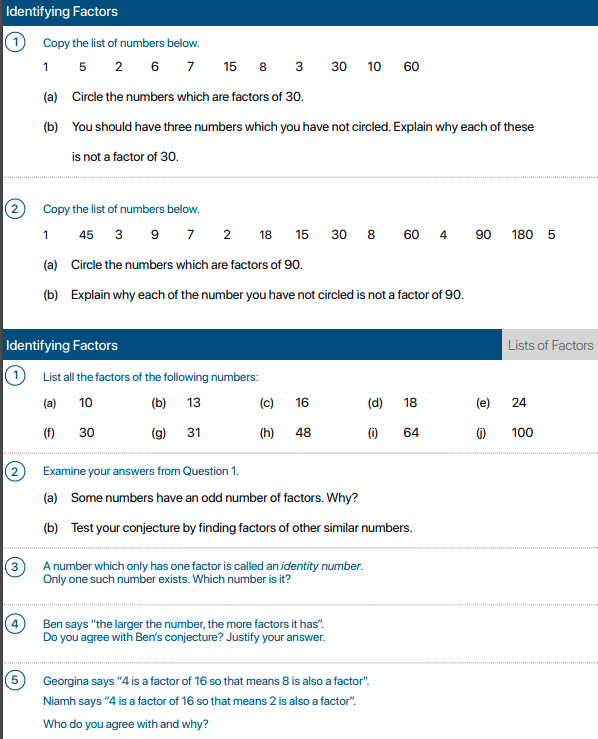 Identifying Factors
1 Copy the list of numbers below.
1 5 2 6 7 15 8 3 30 10 60
(a) Circle the numbers which are factors of 30.
(b) You should have three numbers which you have not circled. Explain why each of these
is not a factor of 30.
2 Copy the list of numbers below.
1 45 3 9 7 2 18 15 30 8 60 4 90 180 5
(a) Circle the numbers which are factors of 90.
(b) Explain why each of the number you have not circled is not a factor of 90.
Identifying Factors Lists of Factors
1 List all the factors of the following numbers:
(a) 10 (b) 13 (c) 16 (d) 18 (e) 24
(f) 30 (g) 31 (h) 48 (i) 64 (j) 100
2 Examine your answers from Question 1.
(a) Some numbers have an odd number of factors. Why?
(b) Test your conjecture by finding factors of other similar numbers.
3 A number which only has one factor is called an identity number.
Only one such number exists. Which number is it?
4 Ben says “the larger the number, the more factors it has”.
Do you agree with Ben’s conjecture? Justify your answer.
5 Georgina says “4 is a factor of 16 so that means 8 is also a factor”.
Niamh says “4 is a factor of 16 so that means 2 is also a factor”.
Who do you agree with and why?